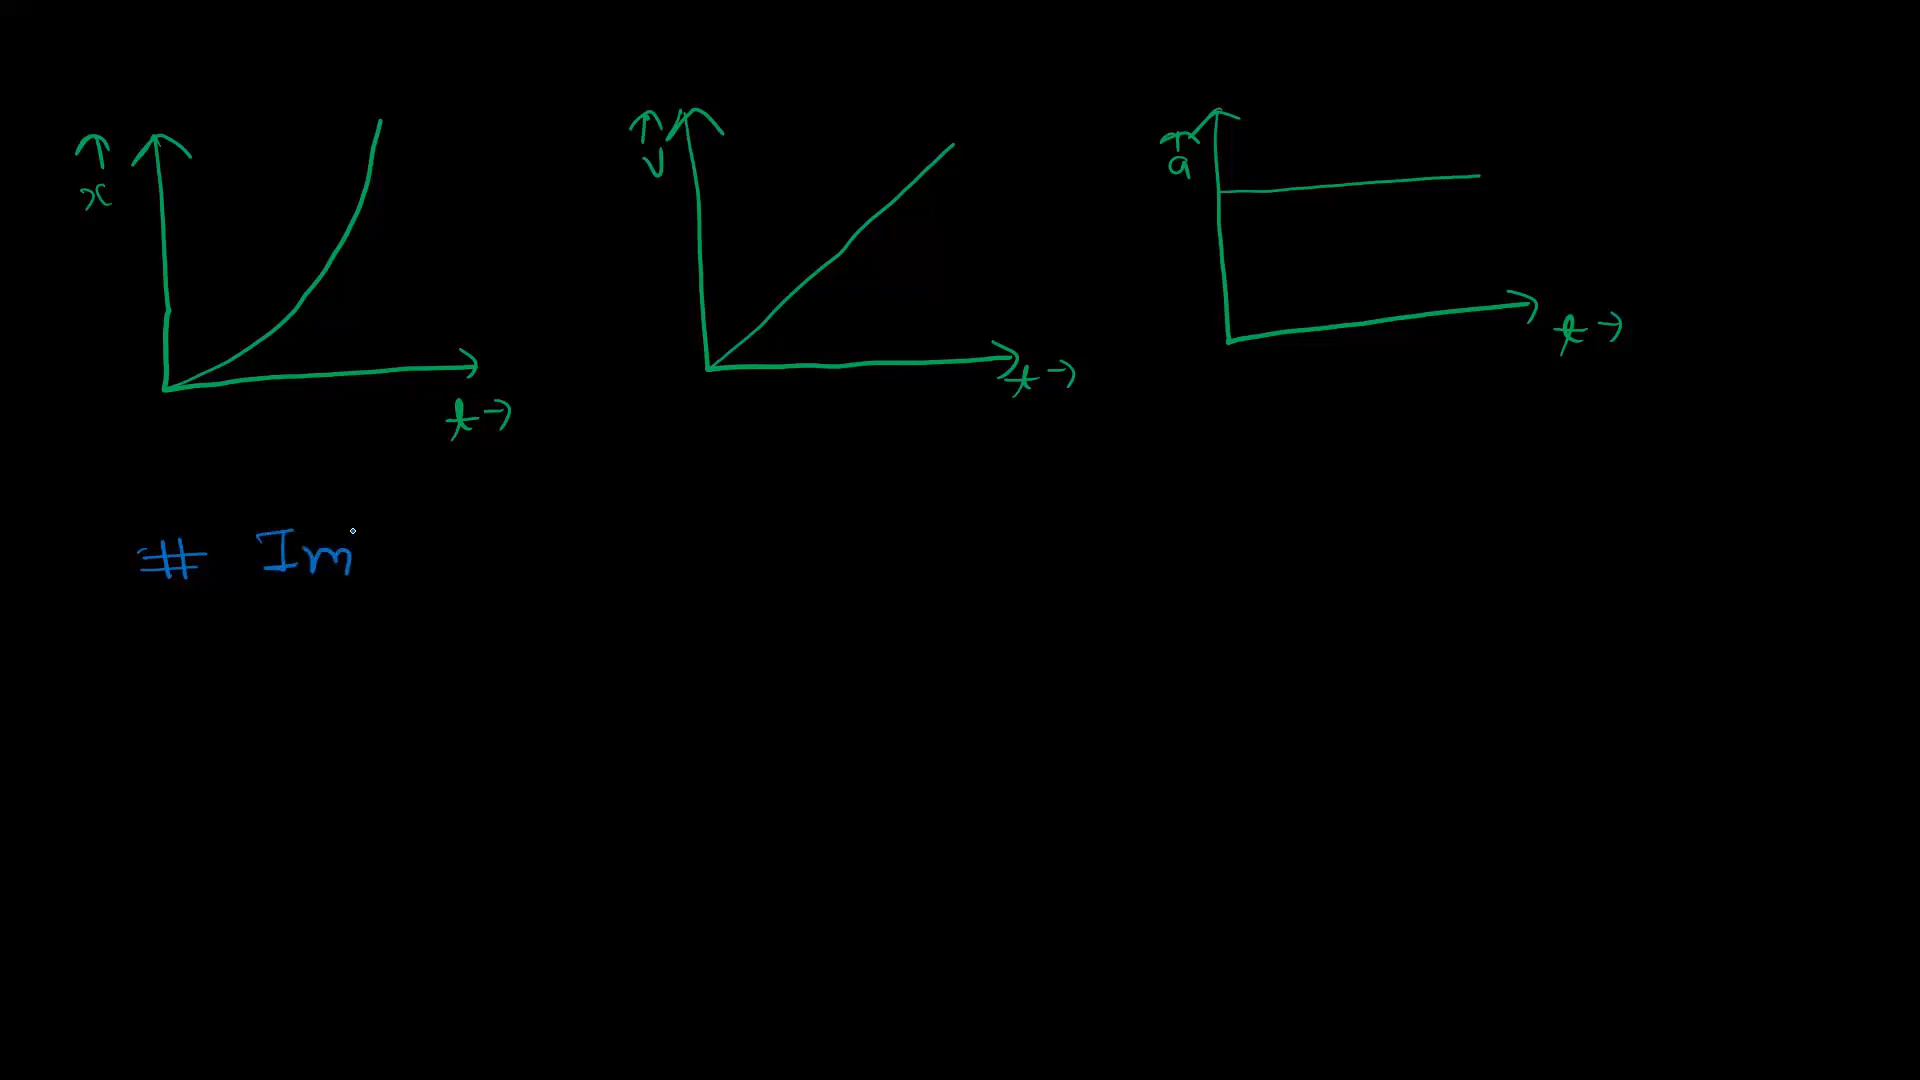 ↑ x
t →
↑ v
t →
↑ a
t →
# Im